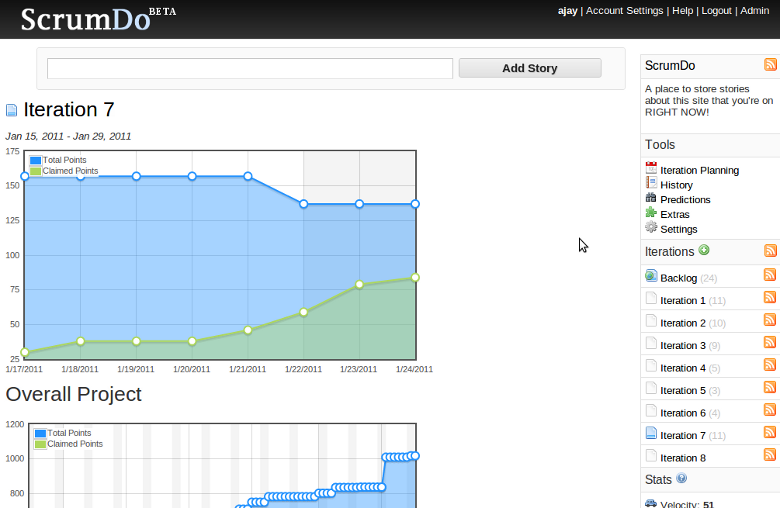 ScrumDo BETA
ajay | Account Settings | Help | Logout | Admin
Add Story
Iteration 7
Jan 15, 2011 - Jan 29, 2011
Total Points
Claimed Points
175
150
125
100
75
50
25
1/17/2011 1/18/2011 1/19/2011 1/20/2011 1/21/2011 1/22/2011 1/23/2011 1/24/2011
Overall Project
Total Points
Claimed Points
1200
1000
800
ScrumDo
A place to store stories
about this site that you're on
RIGHT NOW!
Tools
Iteration Planning
History
Predictions
Extras
Settings
Iterations
Backlog (24)
Iteration 1 (11)
Iteration 2 (10)
Iteration 3 (9)
Iteration 4 (5)
Iteration 5 (3)
Iteration 6 (4)
Iteration 7 (11)
Iteration 8
Stats
Velocity: 51